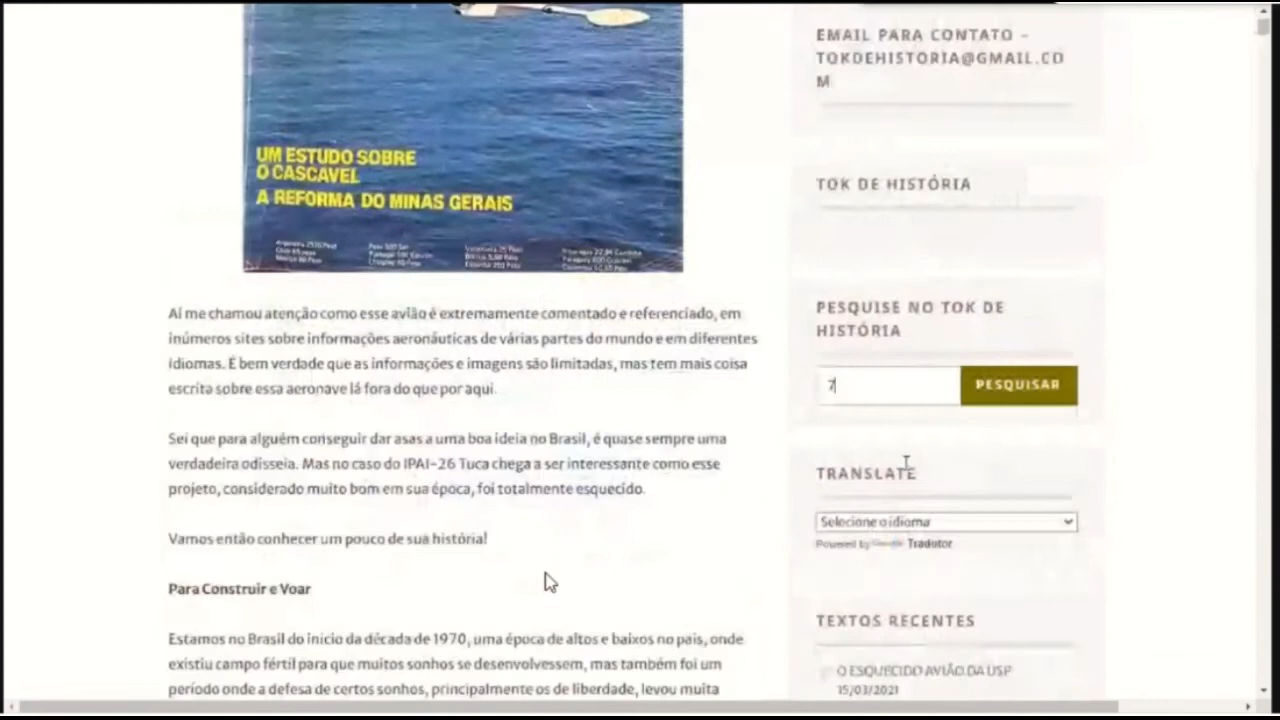 UM ESTUDO SOBRE
O CASCAVEL
A REFORMA DO MINAS GERAIS
Aí me chamou atenção como esse avião é extremamente comentado e referenciado, em
inúmeros sites sobre informações aeronáuticas de várias partes do mundo e em diferentes
idiomas. É bem verdade que as informações e imagens são limitadas, mas tem mais coisa
escrita sobre essa aeronave lá fora do que por aqui.
Sei que para alguém conseguir dar asas a uma boa ideia no Brasil, é quase sempre uma
verdadeira odisseia. Mas no caso do IPAI-26 Tuca chega a ser interessante como esse
projeto, considerado muito bom em sua época, foi totalmente esquecido.
Vamos então conhecer um pouco de sua história!
Para Construir e Voar
Estamos no Brasil do início da década de 1970, uma época de altos e baixos no país, onde
existiu campo fértil para que muitos sonhos se desenvolvessem, mas também foi um
período onde a defesa de certos sonhos, principalmente os de liberdade, levou muita
EMAIL PARA CONTATO –
TOKDEHISTORIA@GMAIL.CO
M
TOK DE HISTÓRIA
PESQUISE NO TOK DE
HISTÓRIA
7
PESQUISAR
TRANSLATE
Selecione o idioma
Powered by Google Tradutor
TEXTOS RECENTES
O ESQUECIDO AVIÃO DA USP
15/03/2021